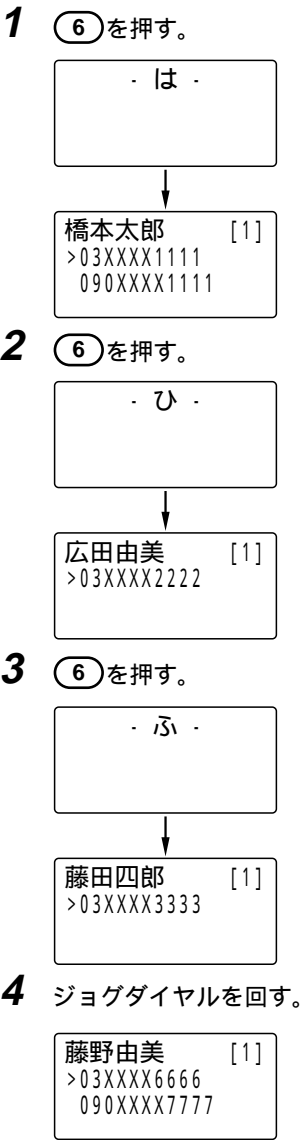 1 6を押す。
- は -
橋本太郎 [1]
>03XXXX1111
090XXXX1111
2 6を押す。
- ひ -
広田由美 [1]
>03XXXX2222
3 6を押す。
- ふ -
藤田四郎 [1]
>03XXXX3333
4 ジョグダイヤルを回す。
藤野由美 [1]
>03XXXX6666
090XXXX7777